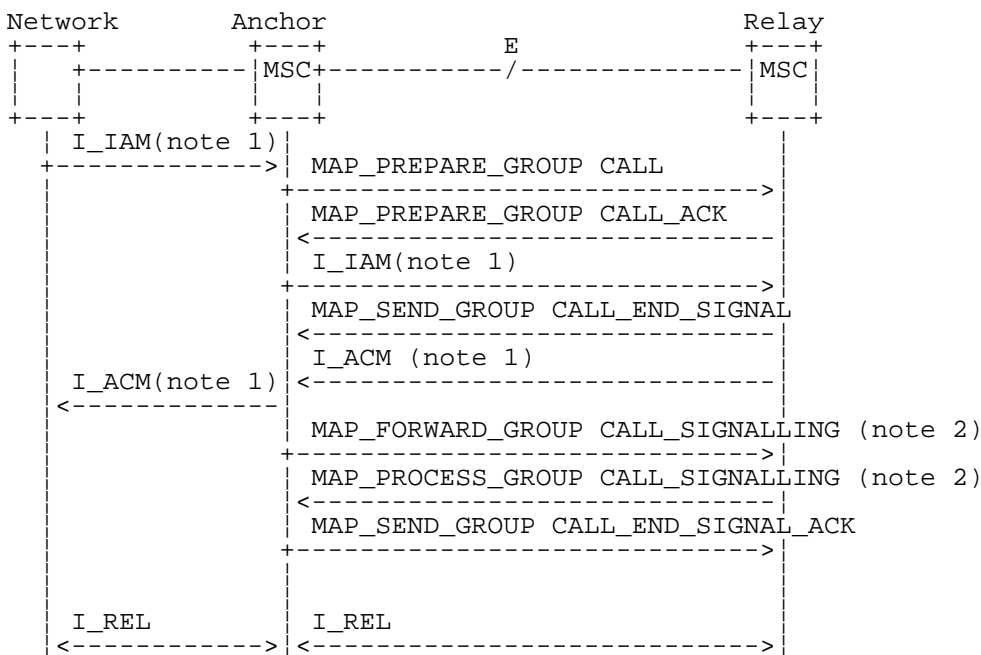 Network Anchor Relay
E
MSC MSC
I_IAM(note 1)
MAP_PREPARE_GROUP CALL
MAP_PREPARE_GROUP CALL_ACK
I_IAM(note 1)
MAP_SEND_GROUP CALL_END_SIGNAL
I_ACM (note 1)
I_ACM(note 1)
MAP_FORWARD_GROUP CALL_SIGNALLING (note 2)
MAP_PROCESS_GROUP CALL_SIGNALLING (note 2)
MAP_SEND_GROUP CALL_END_SIGNAL_ACK
I_REL I_REL